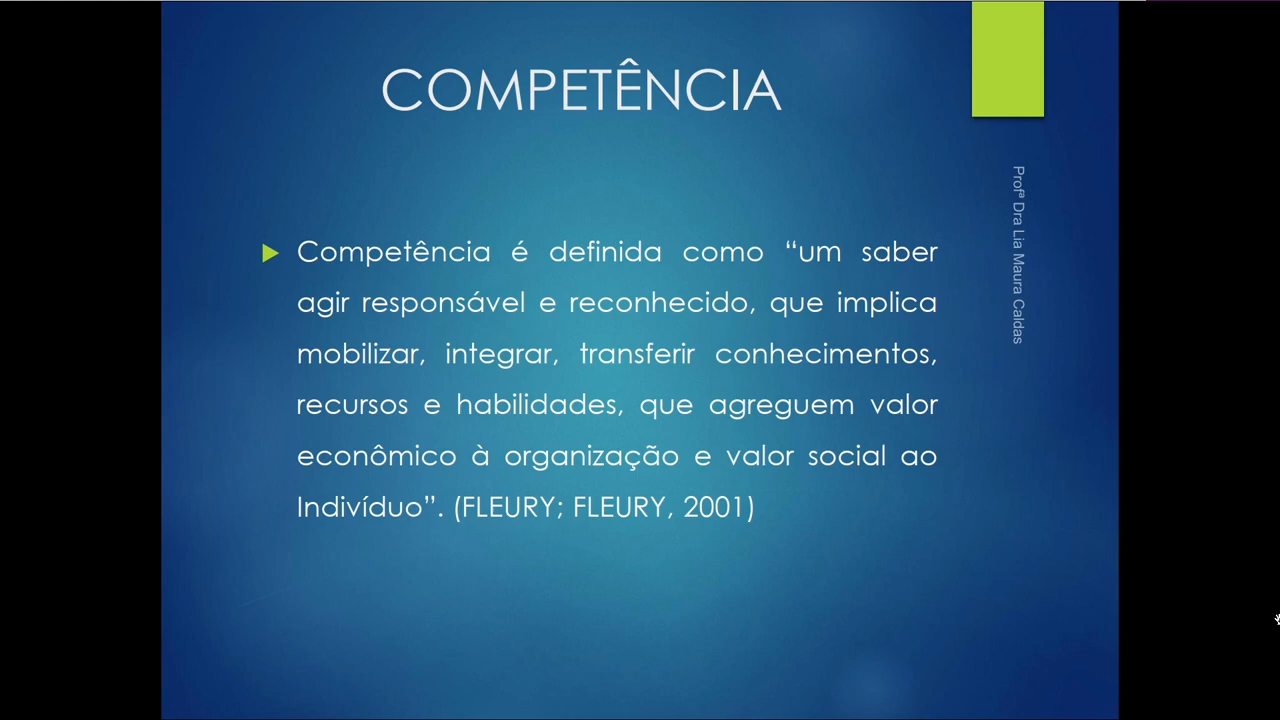 COMPETÊNCIA
Competência é definida como “um saber
agir responsável e reconhecido, que implica
mobilizar, integrar, transferir conhecimentos,
recursos e habilidades, que agreguem valor
econômico à organização e valor social ao
Indivíduo”. (FLEURY; FLEURY, 2001)
Profª Dra Lia Maura Caldas